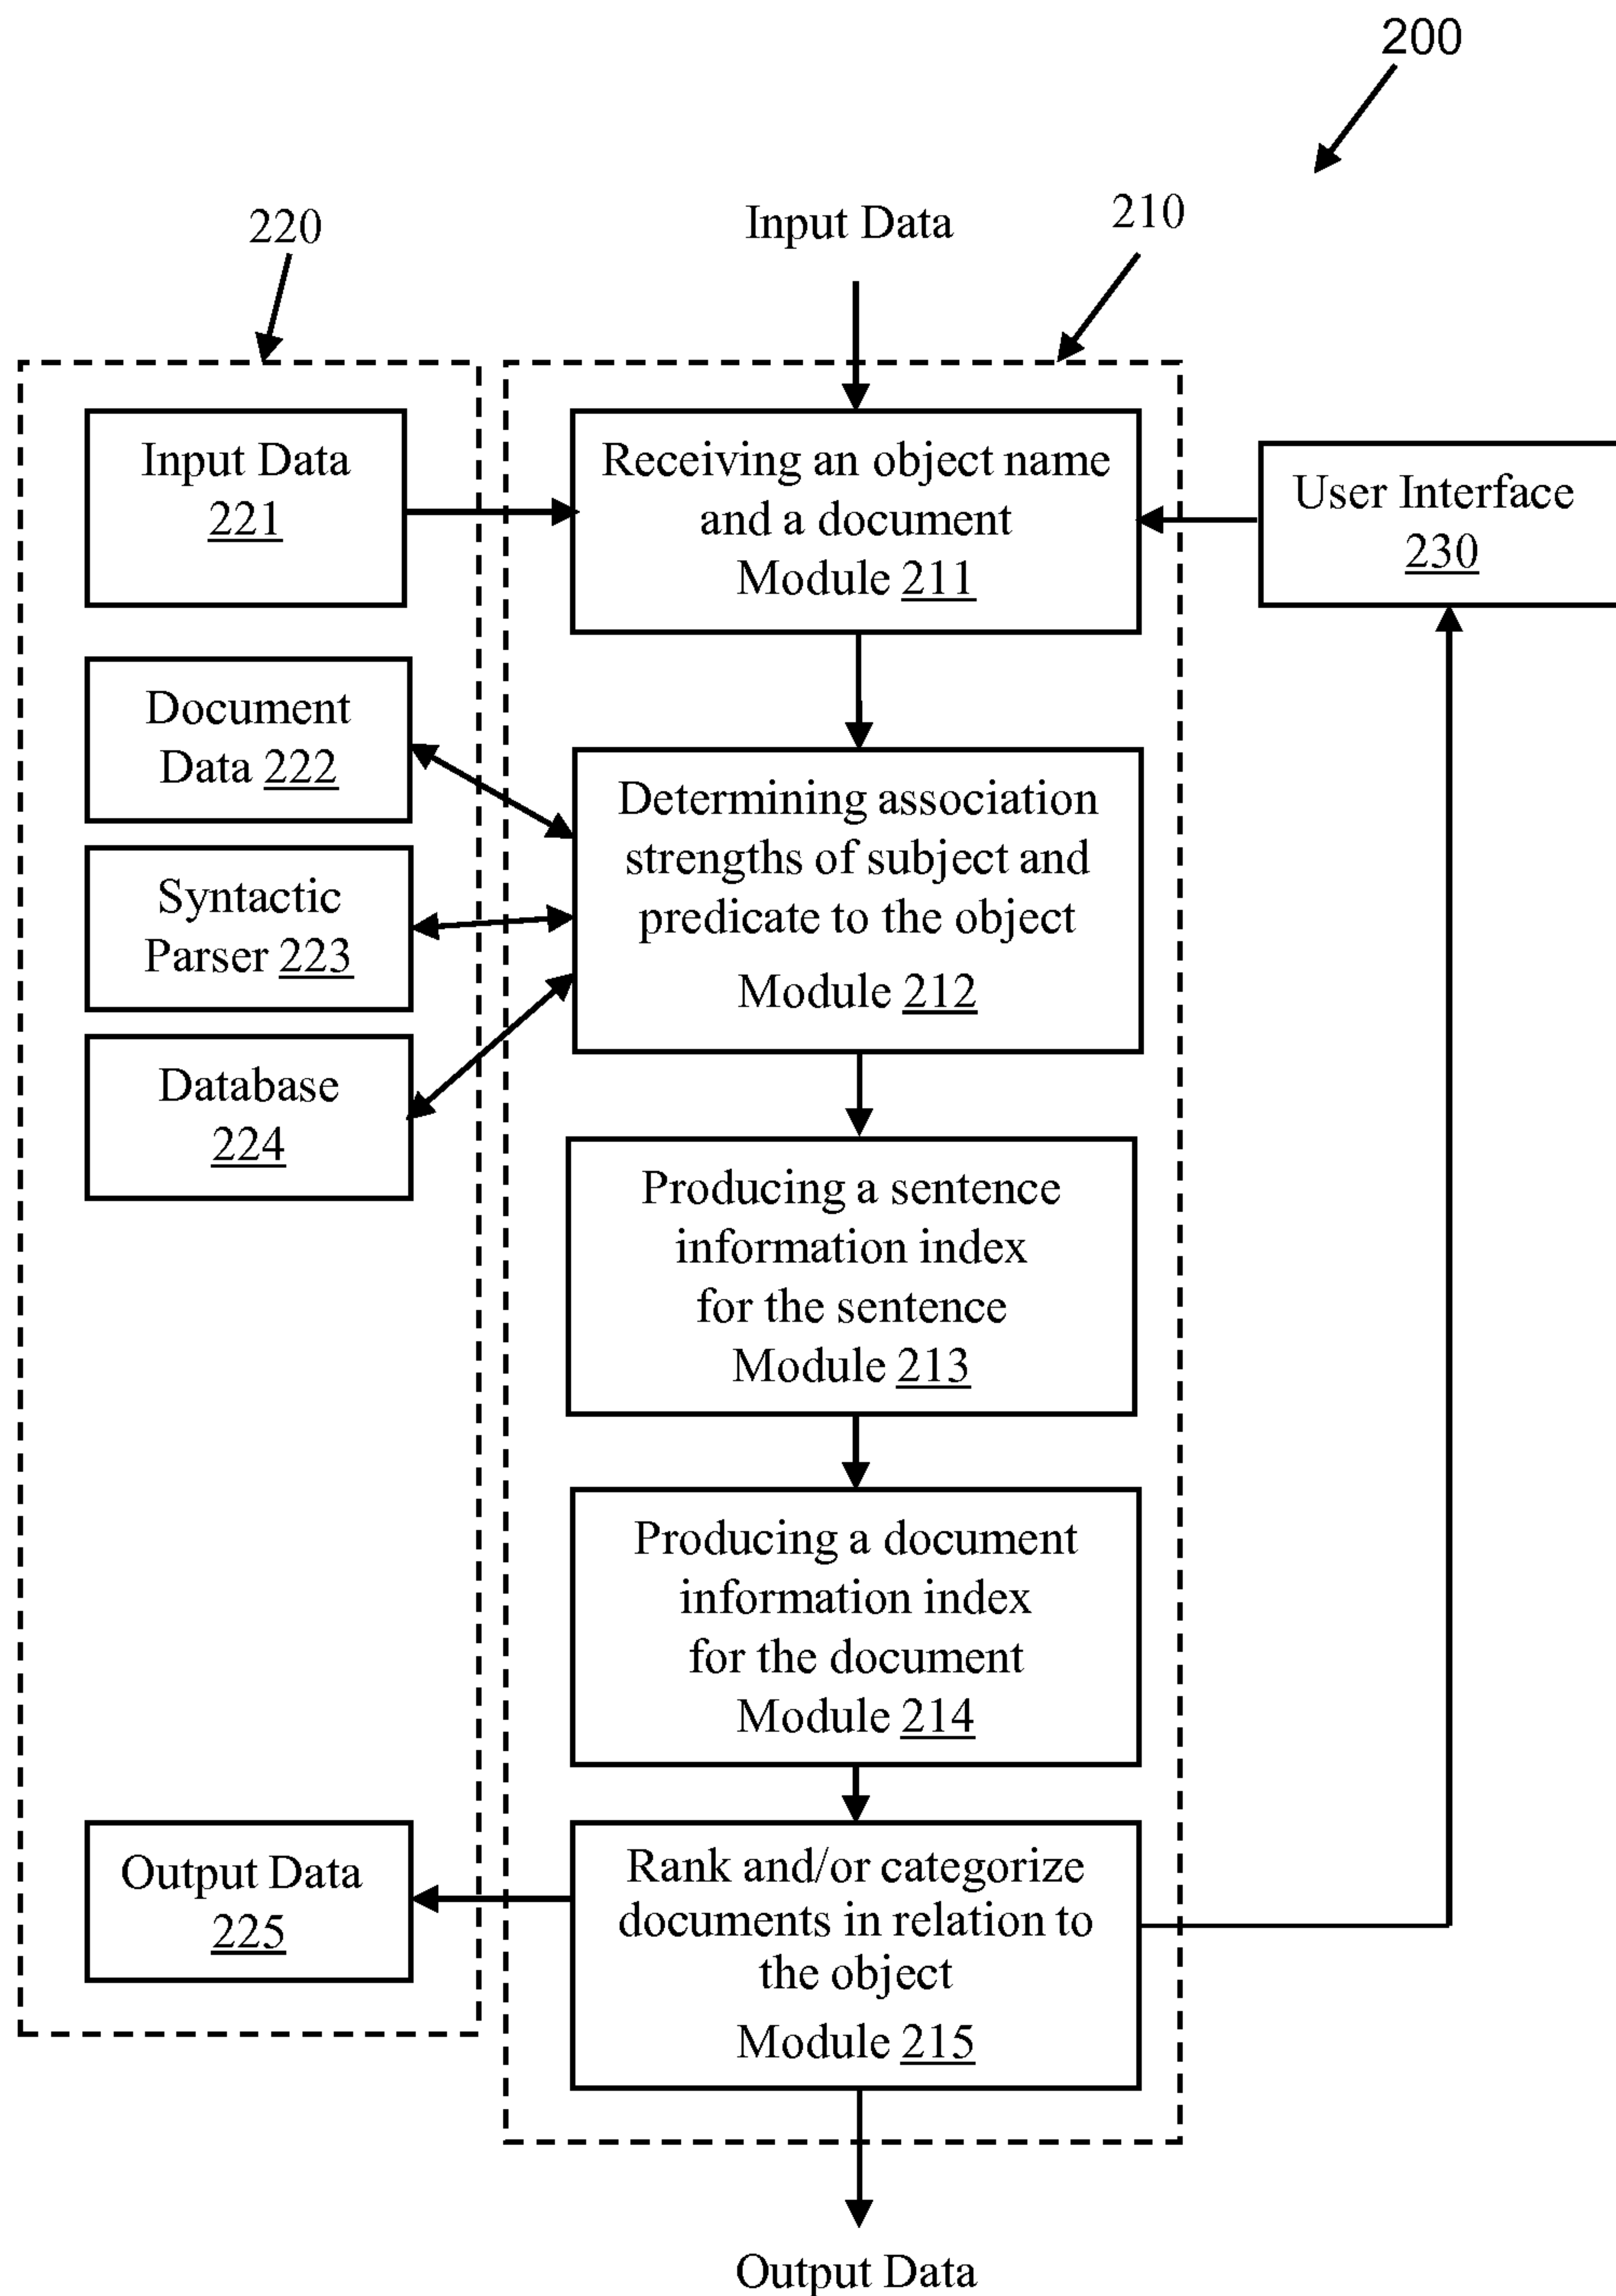 200
220
Input Data
210
Input Data
221
Receiving an object name
and a document
Module 211
User Interface
230
Document
Data 222
Syntactic
Parser 223
Database
224
Determining association
strengths of subject and
predicate to the object
Module 212
Producing a sentence
information index
for the sentence
Module 213
Producing a document
information index
for the document
Module 214
Output Data
225
Rank and/or categorize
documents in relation to
the object
Module 215
Output Data